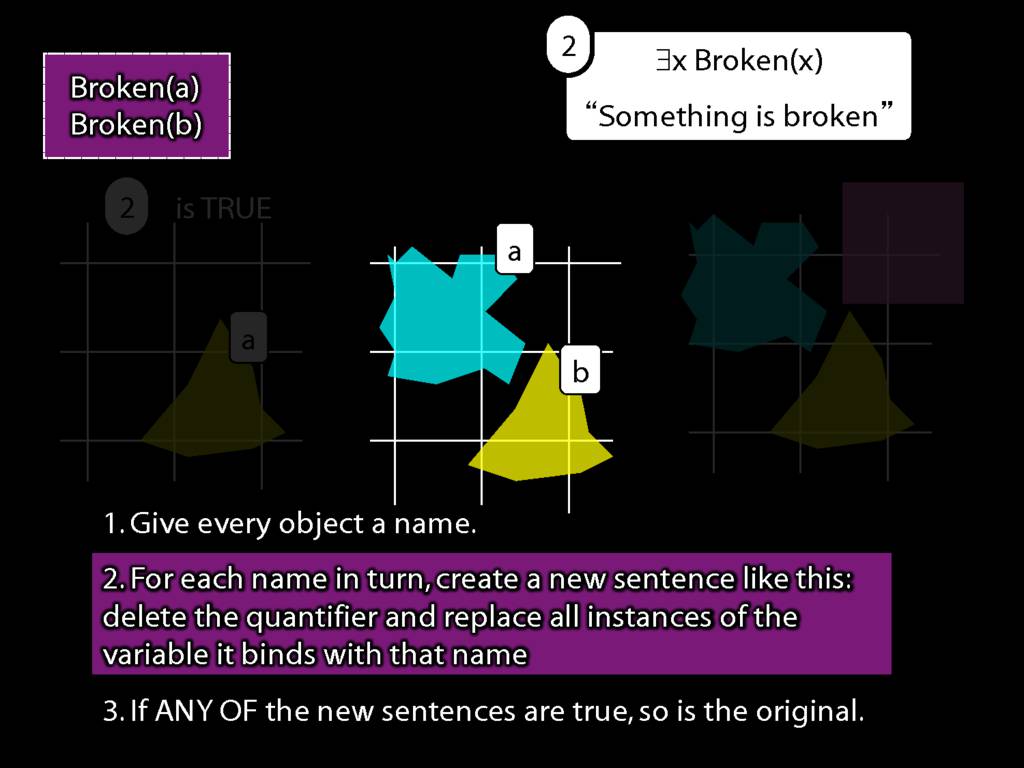 Broken(a)
Broken(b)
2
∃x Broken(x)
“Something is broken”
2 is TRUE
a
a
b
1. Give every object a name.
2. For each name in turn, create a new sentence like this:
delete the quantifier and replace all instances of the
variable it binds with that name
3. If ANY OF the new sentences are true, so is the original.